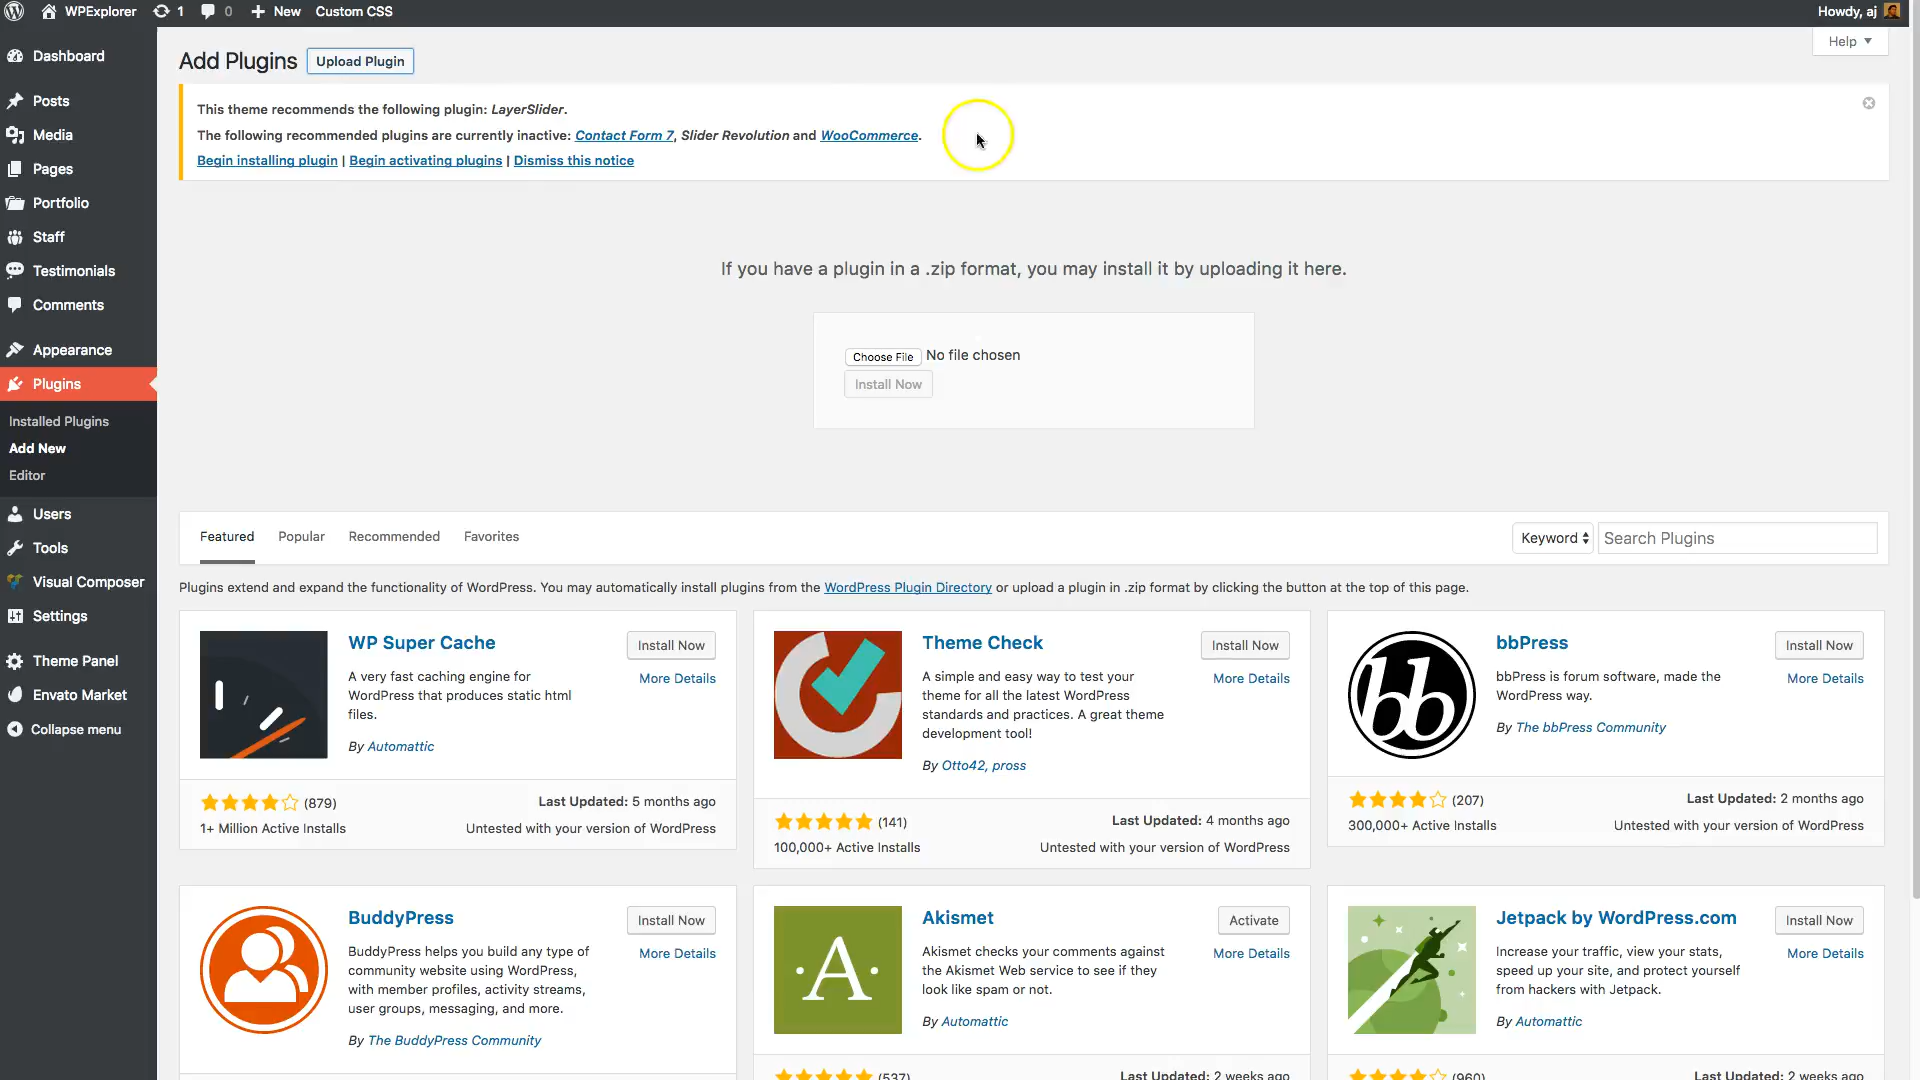 WPExplorer 1 0 New Custom CSS Howdy, aj
Help
Dashboard
Posts
Media
Pages
Portfolio
Staff
Testimonials
Comments
Appearance
Plugins
Installed Plugins
Add New
Editor
Users
Tools
Visual Composer
Settings
Theme Panel
Envato Market
Collapse menu
Add Plugins Upload Plugin
This theme recommends the following plugin: LayerSlider.
The following recommended plugins are currently inactive: Contact Form 7, Slider Revolution and WooCommerce.
Begin installing plugin | Begin activating plugins | Dismiss this notice
If you have a plugin in a .zip format, you may install it by uploading it here.
Choose File No file chosen
Install Now
Featured Popular Recommended Favorites Keyword Search Plugins
Plugins extend and expand the functionality of WordPress. You may automatically install plugins from the WordPress Plugin Directory or upload a plugin in .zip format by clicking the button at the top of this page.
WP Super Cache Install Now
More Details
A very fast caching engine for
WordPress that produces static html
files.
By Automattic
(879) Last Updated: 5 months ago
1+ Million Active Installs Untested with your version of WordPress
Theme Check Install Now
More Details
A simple and easy way to test your
theme for all the latest WordPress
standards and practices. A great theme
development tool!
By Otto42, pross
(141) Last Updated: 4 months ago
100,000+ Active Installs Untested with your version of WordPress
bb
bbPress Install Now
More Details
bbPress is forum software, made the
WordPress way.
By The bbPress Community
(207) Last Updated: 2 months ago
300,000+ Active Installs Untested with your version of WordPress
BuddyPress Install Now
More Details
BuddyPress helps you build any type of
community website using WordPress,
with member profiles, activity streams,
user groups, messaging, and more.
By The BuddyPress Community
·A·
Akismet Activate
More Details
Akismet checks your comments against
the Akismet Web service to see if they
look like spam or not.
By Automattic
(537) Last Updated: 2 weeks ago
Jetpack by WordPress.com Install Now
More Details
Increase your traffic, view your stats,
speed up your site, and protect yourself
from hackers with Jetpack.
By Automattic
(960) Last Updated: 2 weeks ago